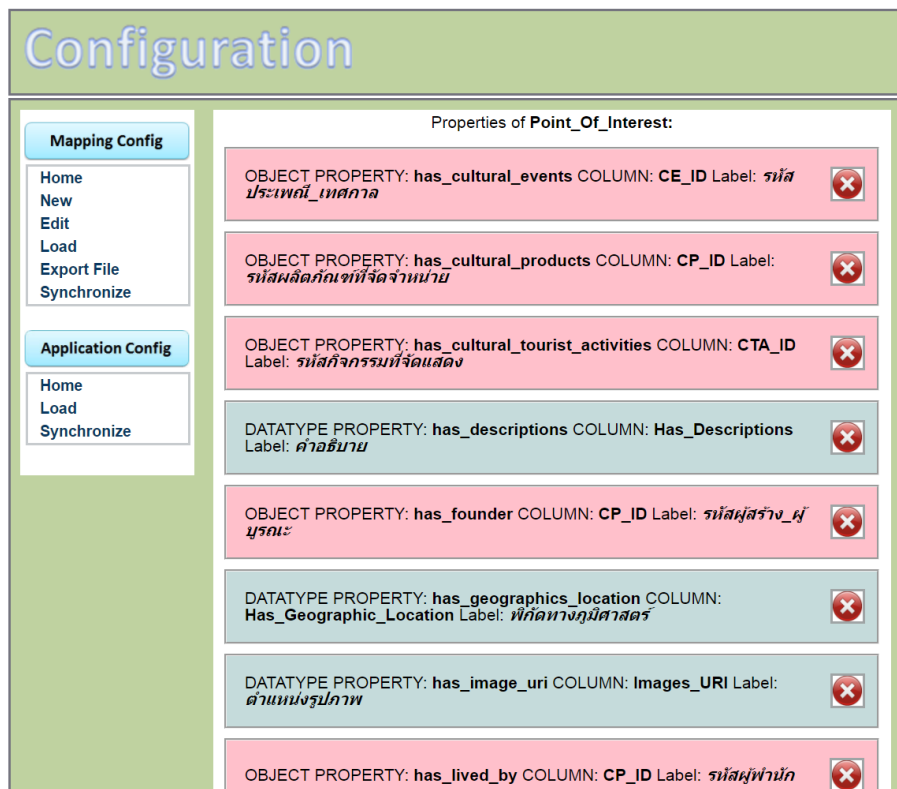 Configuration
Mapping Config
Home
New
Edit
Load
Export File
Synchronize
Application Config
Home
Load
Synchronize
Properties of Point_Of_Interest:
OBJECT PROPERTY: has_cultural_events COLUMN: CE_ID Label: รหัส
ประเพณี_เทศกาล
OBJECT PROPERTY: has_cultural_products COLUMN: CP_ID Label:
รหัสผลิตภัณฑ์ที่จัดจำหน่าย
OBJECT PROPERTY: has_cultural_tourist_activities COLUMN: CTA_ID
Label: รหัสกิจกรรมที่จัดแสดง
DATATYPE PROPERTY: has_descriptions COLUMN: Has_Descriptions
Label: คำอธิบาย
OBJECT PROPERTY: has_founder COLUMN: CP_ID Label: รหัสผู้สร้าง_ผู้
บูรณะ
DATATYPE PROPERTY: has_geographics_location COLUMN:
Has_Geographic_Location Label: พิกัดทางภูมิศาสตร์
DATATYPE PROPERTY: has_image_uri COLUMN: Images_URI Label:
ตำแหน่งรูปภาพ
OBJECT PROPERTY: has_lived_by COLUMN: CP_ID Label: รหัสผู้พำนัก